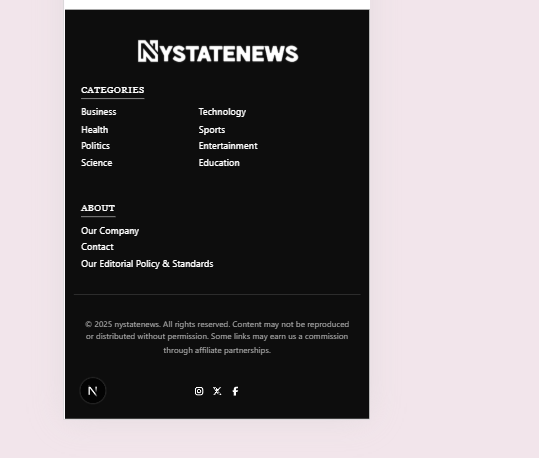 NYSTATENEWS
CATEGORIES
Business
Technology
Health
Sports
Politics
Entertainment
Science
Education
ABOUT
Our Company
Contact
Our Editorial Policy & Standards
© 2025 nystatenews. All rights reserved. Content may not be reproduced
or distributed without permission. Some links may earn us a commission
through affiliate partnerships.
N